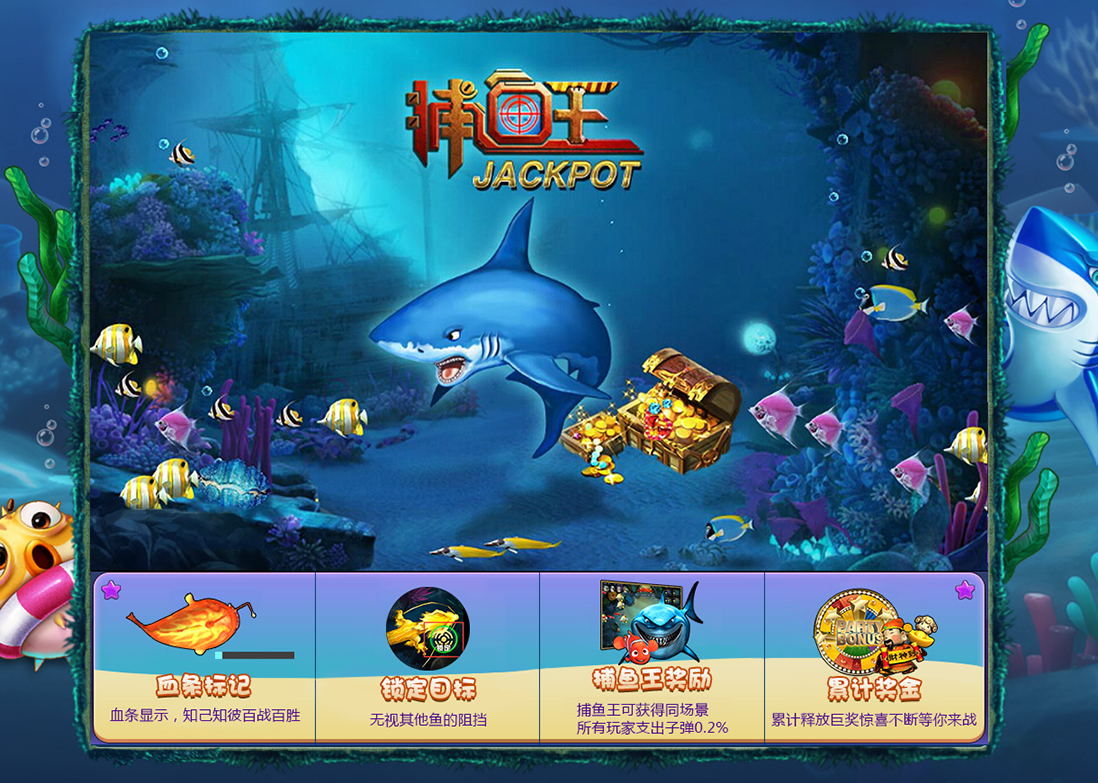 捕鱼王
JACKPOT
血条标记
血条显示，知己知彼百战百胜
锁定
锁定目标
无视其他鱼的阻挡
捕鱼王奖励
捕鱼王可获得同场景
所有玩家支出子弹0.2%
PARTY
BONUS
累计奖金
累计释放巨奖惊喜不断等你来战